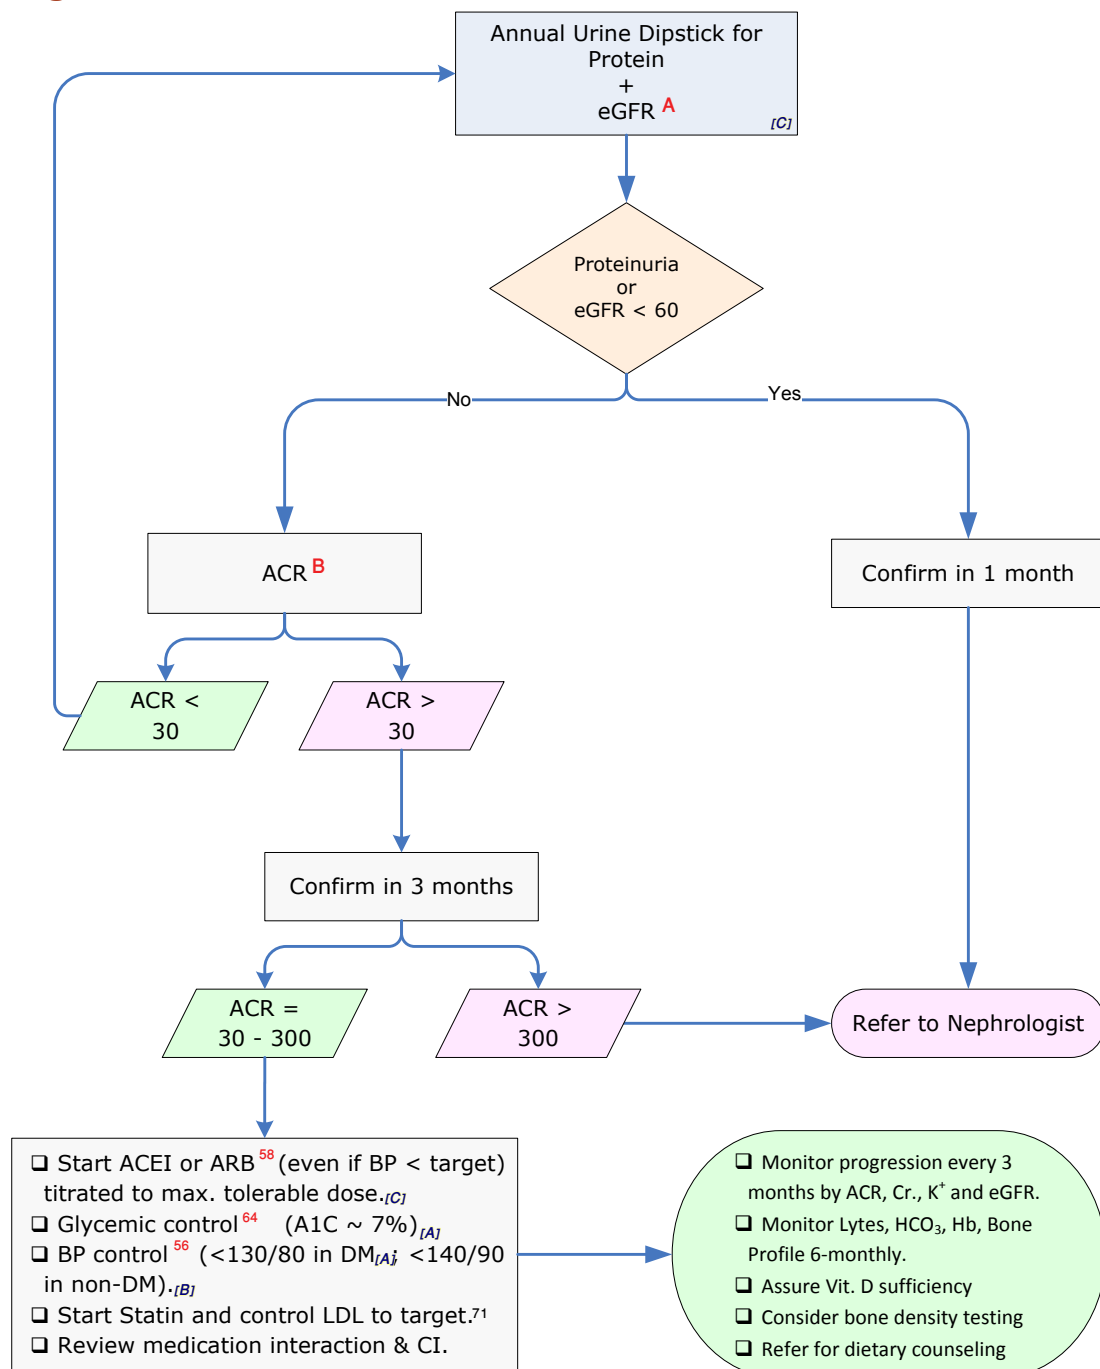 Annual Urine Dipstick for
Protein
+
eGFR A
[C]
Proteinuria
or
eGFR < 60
No
Yes
ACR B
Confirm in 1 month
ACR <
30
ACR >
30
Confirm in 3 months
ACR =
30 - 300
ACR >
300
Refer to Nephrologist
❑ Start ACEI or ARB 58 (even if BP < target)
titrated to max. tolerable dose.[C]
❑ Glycemic control 64 (A1C ~ 7%)[A]
❑ BP control 56 (<130/80 in DM[A]; <140/90
in non-DM).[B]
❑ Start Statin and control LDL to target.71
❑ Review medication interaction & CI.
❑ Monitor progression every 3
months by ACR, Cr., K+ and eGFR.
❑ Monitor Lytes, HCO3, Hb, Bone
Profile 6-monthly.
❑ Assure Vit. D sufficiency
❑ Consider bone density testing
❑ Refer for dietary counseling